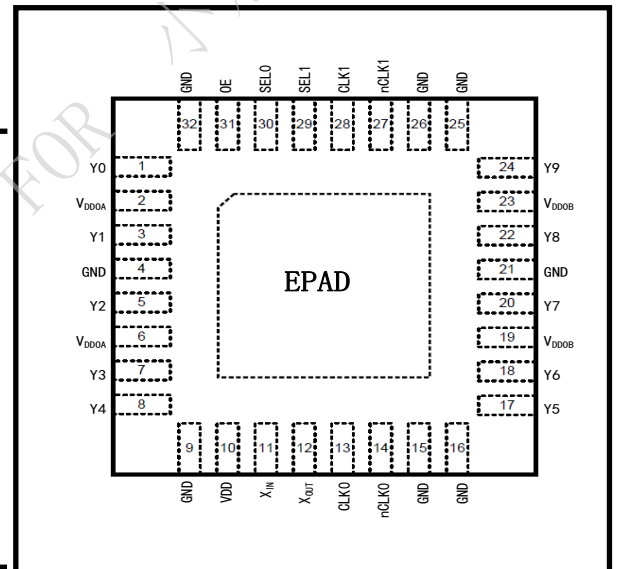 FOR 小
GND OE SEL0 SEL1 CLK1 nCLK1 GND GND
32 31 30 29 28 27 26 25
Y0 1 24 Y9
VDDOA 2 23 VDDOB
Y1 3 22 Y8
GND 4 21 GND
EPAD
Y2 5 20 Y7
VDDOA 6 19 VDDOB
Y3 7 18 Y6
Y4 8 17 Y5
9 10 11 12 13 14 15 16
GND VDD XIN XOUT CLK0 nCLK0 GND GND